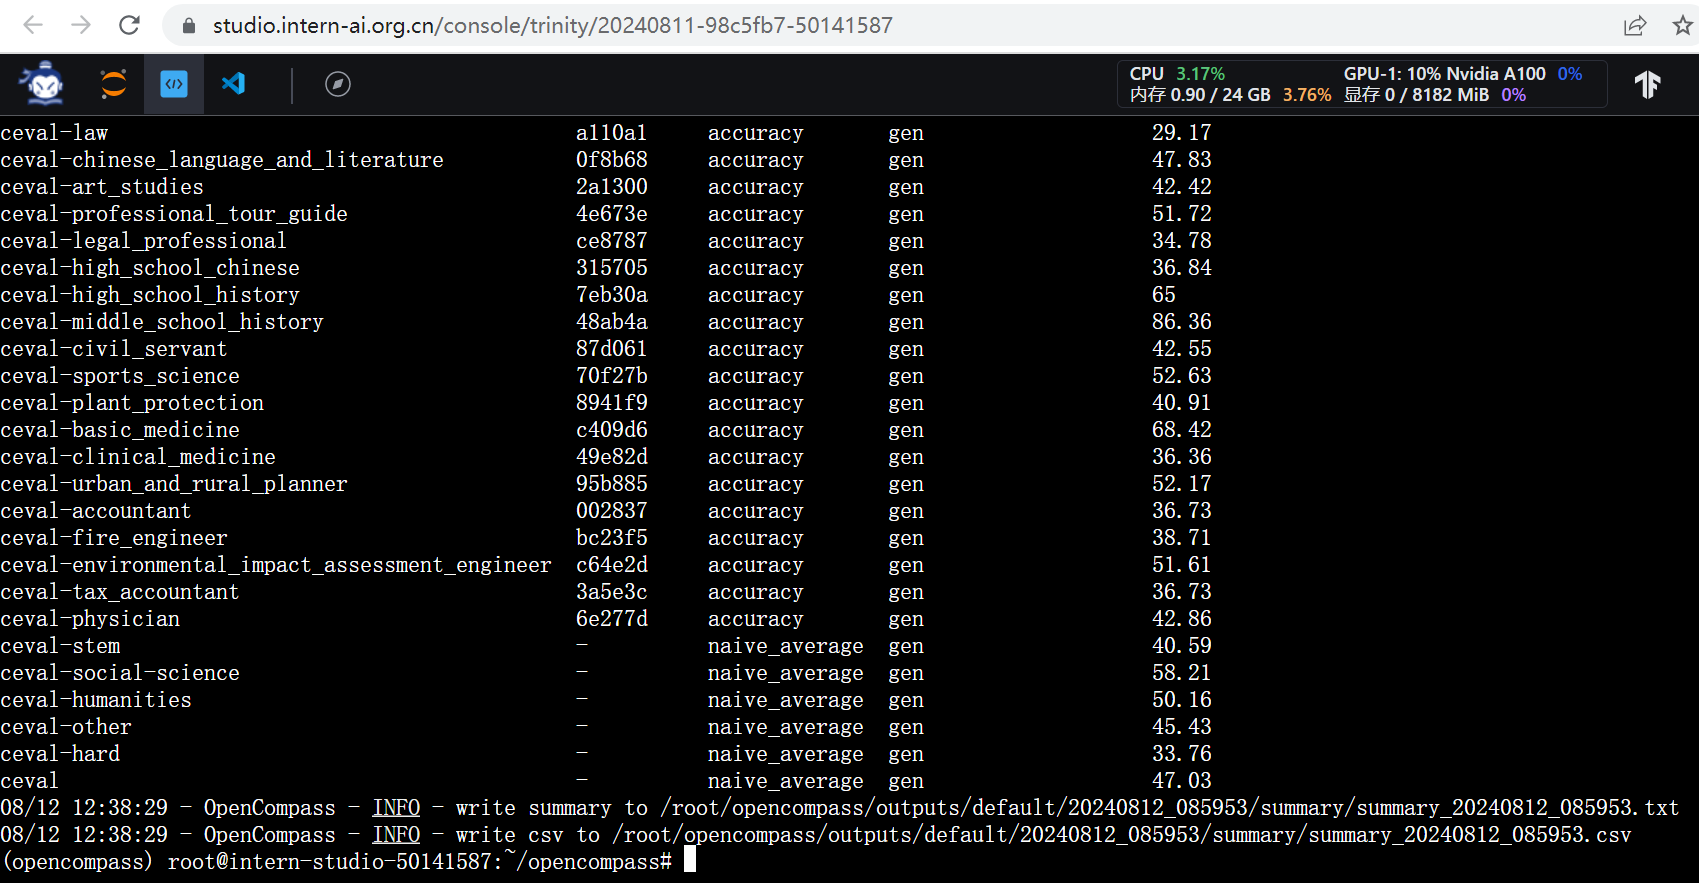 studio.intern-ai.org.cn/console/trinity/20240811-98c5fb7-50141587
CPU 3.17% GPU-1: 10% Nvidia A100 0%
内存 0.90 / 24 GB 3.76% 显存 0 / 8182 MiB 0%
ceval-law a110a1 accuracy gen 29.17
ceval-chinese_language_and_literature 0f8b68 accuracy gen 47.83
ceval-art_studies 2a1300 accuracy gen 42.42
ceval-professional_tour_guide 4e673e accuracy gen 51.72
ceval-legal_professional ce8787 accuracy gen 34.78
ceval-high_school_chinese 315705 accuracy gen 36.84
ceval-high_school_history 7eb30a accuracy gen 65
ceval-middle_school_history 48ab4a accuracy gen 86.36
ceval-civil_servant 87d061 accuracy gen 42.55
ceval-sports_science 70f27b accuracy gen 52.63
ceval-plant_protection 8941f9 accuracy gen 40.91
ceval-basic_medicine c409d6 accuracy gen 68.42
ceval-clinical_medicine 49e82d accuracy gen 36.36
ceval-urban_and_rural_planner 95b885 accuracy gen 52.17
ceval-accountant 002837 accuracy gen 36.73
ceval-fire_engineer bc23f5 accuracy gen 38.71
ceval-environmental_impact_assessment_engineer c64e2d accuracy gen 51.61
ceval-tax_accountant 3a5e3c accuracy gen 36.73
ceval-physician 6e277d accuracy gen 42.86
ceval-stem - naive_average gen 40.59
ceval-social-science - naive_average gen 58.21
ceval-humanities - naive_average gen 50.16
ceval-other - naive_average gen 45.43
ceval-hard - naive_average gen 33.76
ceval - naive_average gen 47.03
08/12 12:38:29 - OpenCompass - INFO - write summary to /root/opencompass/outputs/default/20240812_085953/summary/summary_20240812_085953.txt
08/12 12:38:29 - OpenCompass - INFO - write csv to /root/opencompass/outputs/default/20240812_085953/summary/summary_20240812_085953.csv
(opencompass) root@intern-studio-50141587:~/opencompass#